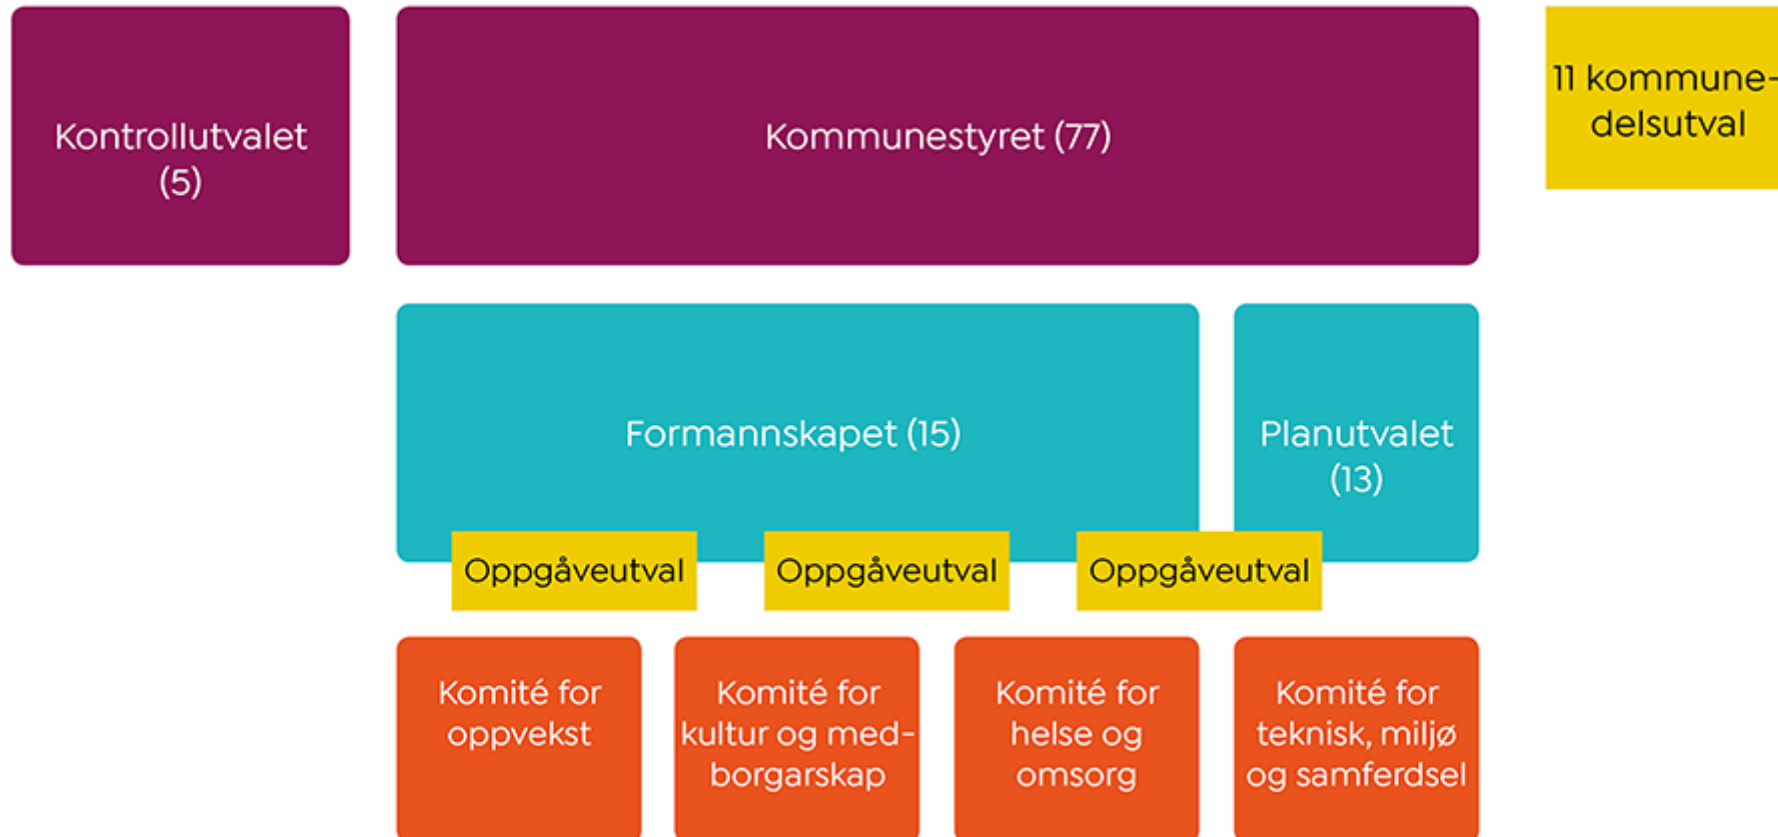 Kontrollutvalet
(5)
Kommunestyret (77)
11 kommune-
delsutval
Formannskapet (15)
Planutvalet
(13)
Oppgåveutval
Oppgåveutval
Oppgåveutval
Komité for
oppvekst
Komité for
kultur og med-
borgarskap
Komité for
helse og
omsorg
Komité for
teknisk, miljø
og samferdsel